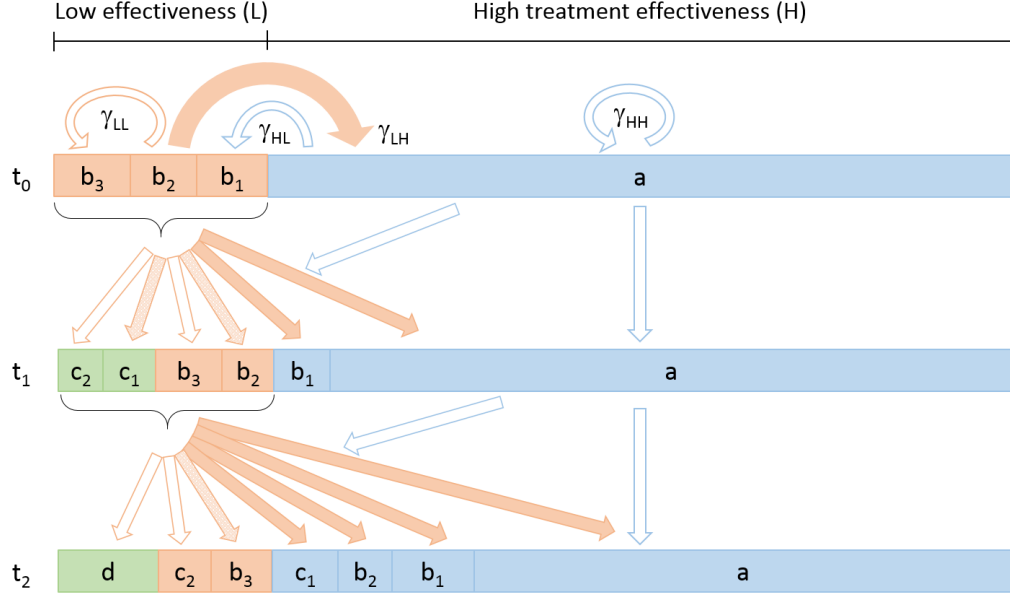 Low effectiveness (L) High treatment effectiveness (H)
γLL γHL γLH γHH
t0 b3 b2 b1 a
t1 c2 c1 b3 b2 b1 a
t2 d c2 b3 c1 b2 b1 a